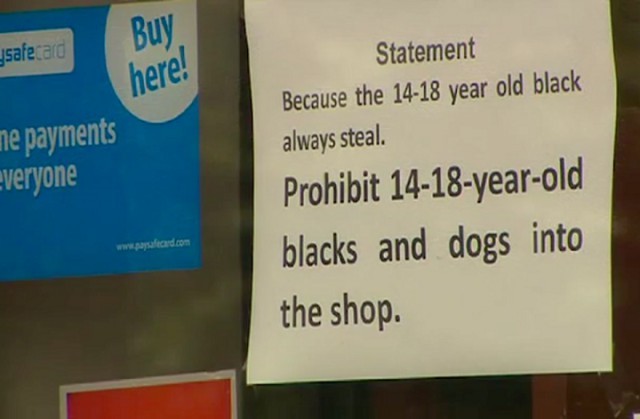 Buy
here!
ysafecard
ne payments
everyone
www.paysafecard.com
Statement
Because the 14-18 year old black
always steal.
Prohibit 14-18-year-old
blacks and dogs into
the shop.